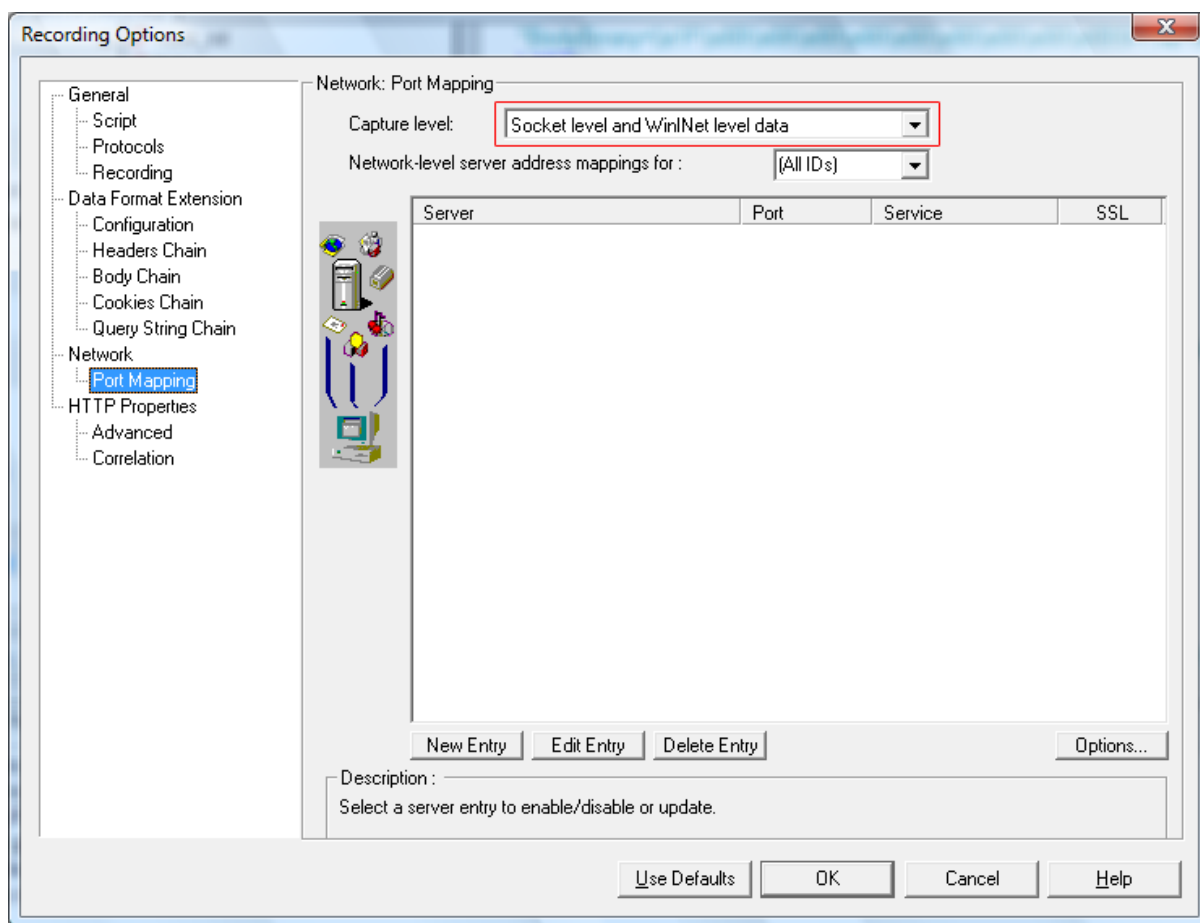 Recording Options
General
Script
Protocols
Recording
Data Format Extension
Configuration
Headers Chain
Body Chain
Cookies Chain
Query String Chain
Network
Port Mapping
HTTP Properties
Advanced
Correlation
Network: Port Mapping
Capture level: Socket level and WinINet level data
Network-level server address mappings for : (All IDs)
Server Port Service SSL
New Entry Edit Entry Delete Entry Options...
Description :
Select a server entry to enable/disable or update.
Use Defaults OK Cancel Help